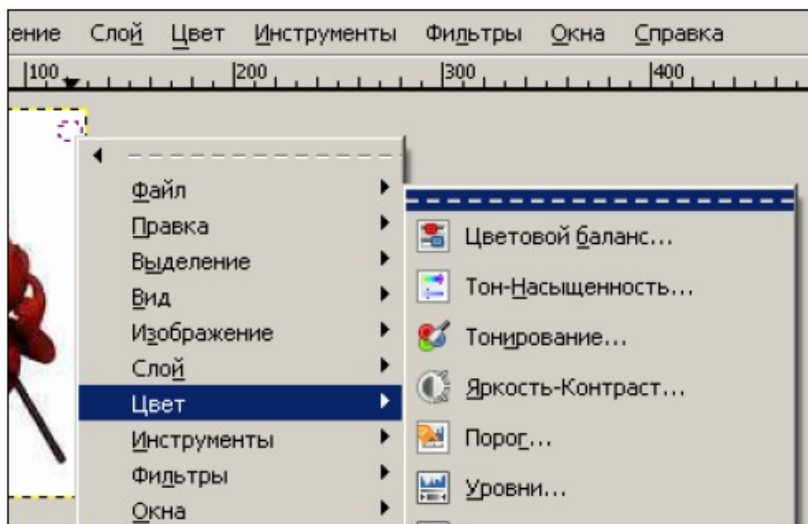 Слой Цвет Инструменты Фильтры Окна Справка
100 200 300 400
Файл
Правка
Выделение
Вид
Изображение
Слой
Цвет
Инструменты
Фильтры
Окна
Цветовой баланс...
Тон-Насыщенность...
Тонирование...
Яркость-Контраст...
Порог...
Уровни...